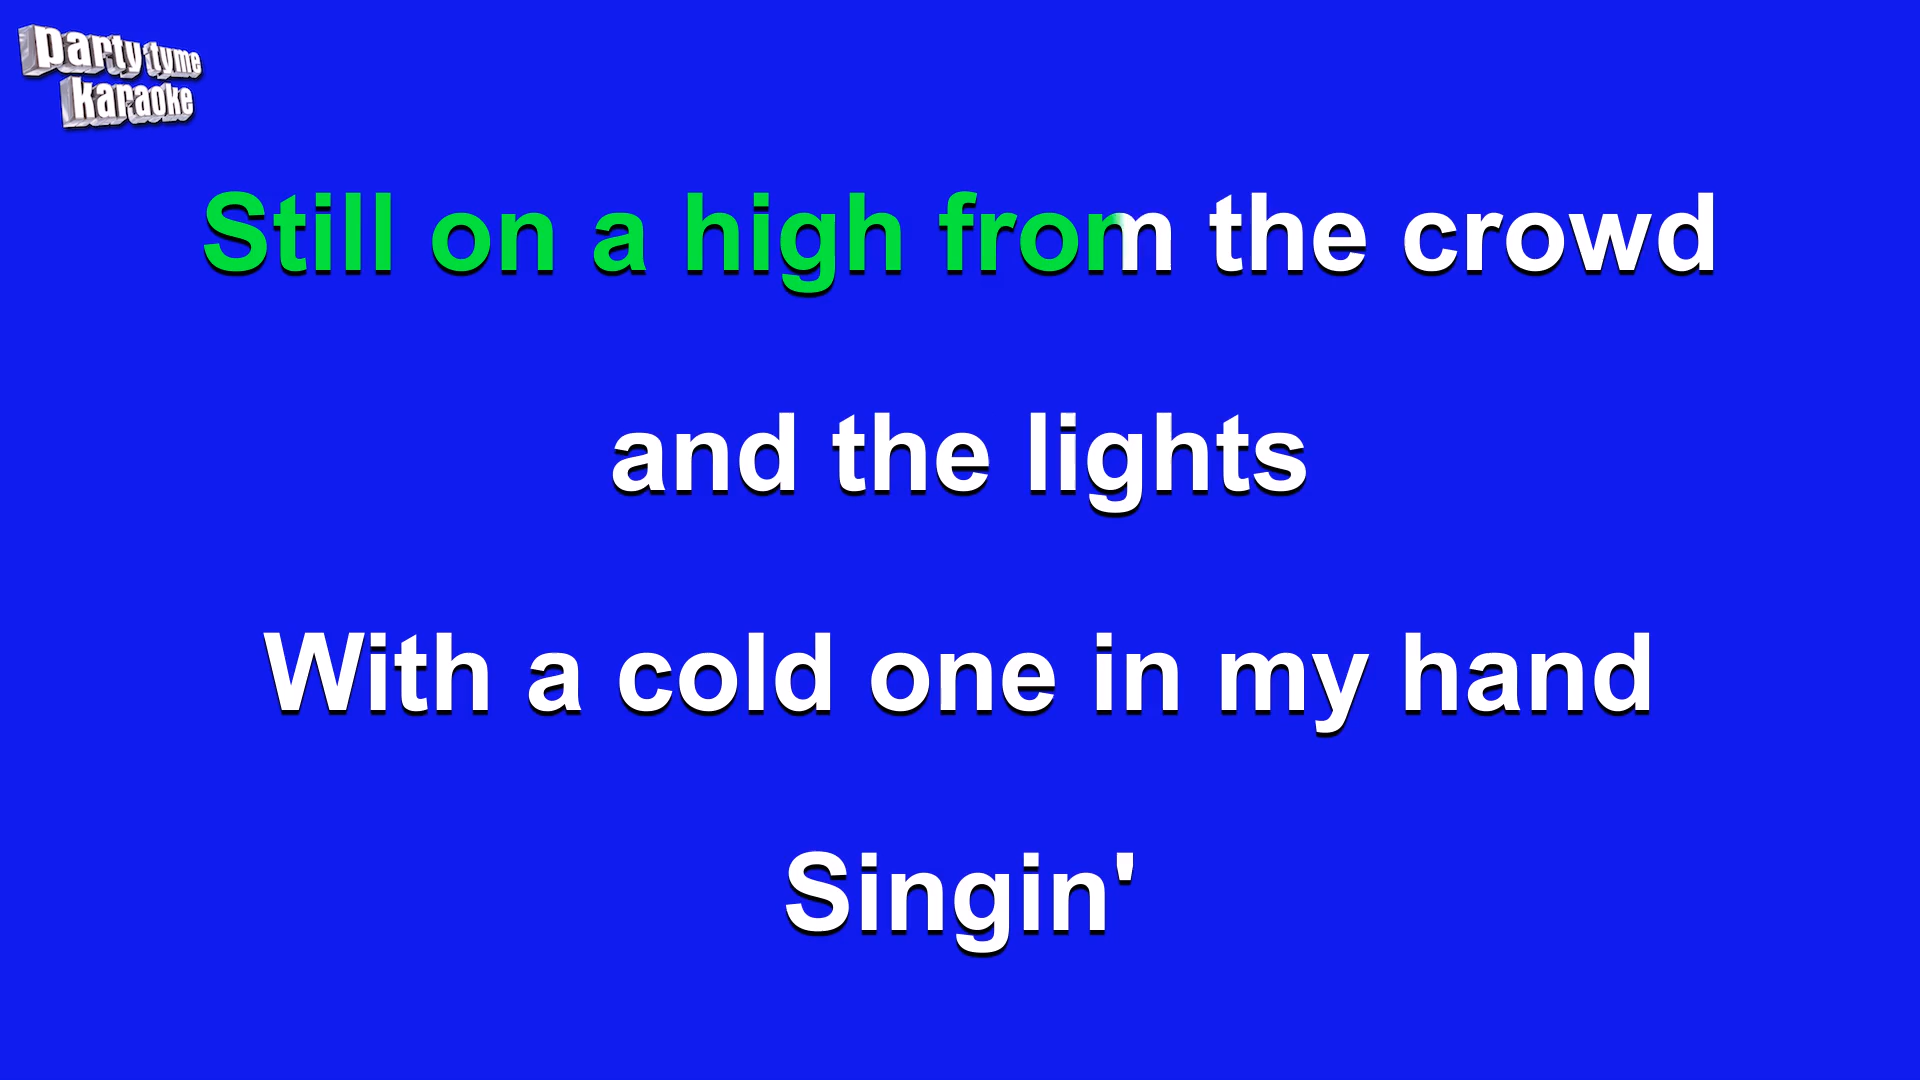 party tyme
karaoke
Still on a high from the crowd
and the lights
With a cold one in my hand
Singin'